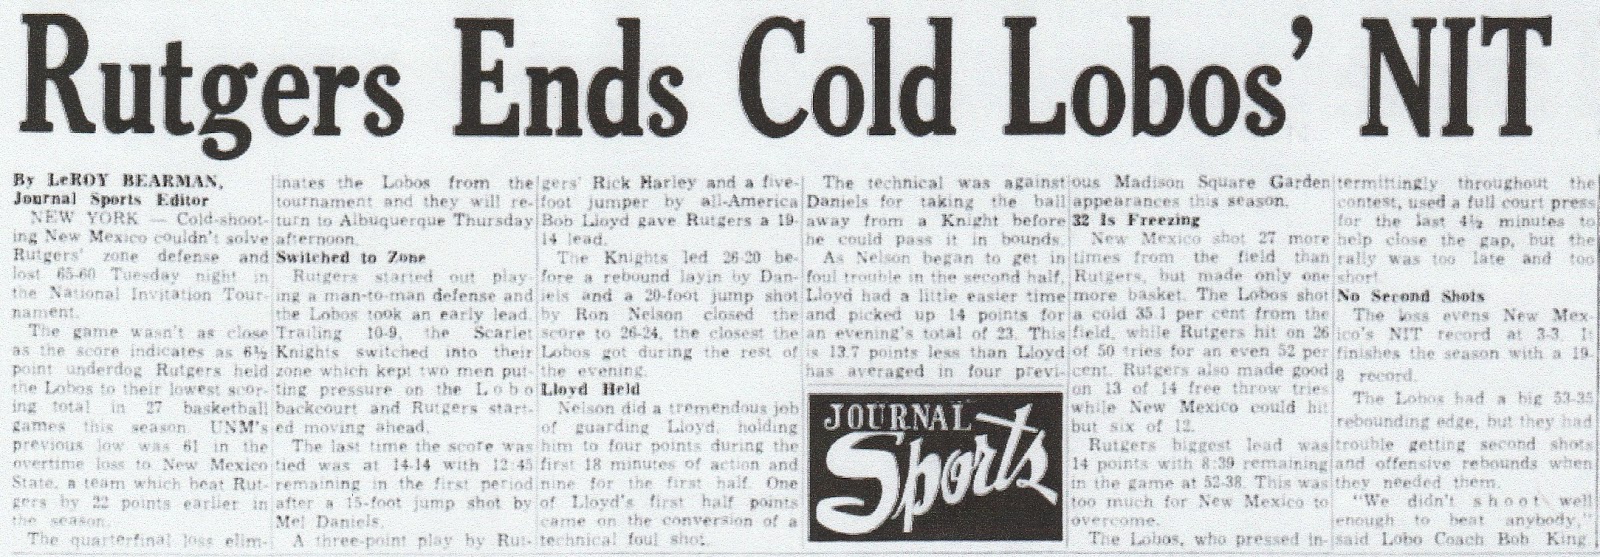 Rutgers Ends Cold Lobos' NIT
By LeROY BEARMAN,
Journal Sports Editor
NEW YORK — Cold-shoot-
ing New Mexico couldn't solve
Rutgers' zone defense and
lost 65-60 Tuesday night in
the National Invitation Tour-
nament.
The game wasn't as close
as the score indicates as 6½
point underdog Rutgers held
the Lobos to their lowest scor-
ing total in 27 basketball
games this season. UNM's
previous low was 61 in the
overtime loss to New Mexico
State, a team which beat Rut-
gers by 22 points earlier in
the season.
The quarterfinal loss elim-
inates the Lobos from the
tournament and they will re-
turn to Albuquerque Thursday
afternoon.
Switched to Zone
Rutgers started out play-
ing a man-to-man defense and
the Lobos took an early lead.
Trailing 10-9, the Scarlet
Knights switched into their
zone which kept two men put-
ting pressure on the Lobo
backcourt and Rutgers start-
ed moving ahead.
The last time the score was
tied was at 14-14 with 12:45
remaining in the first period
after a 15-foot jump shot by
Mel Daniels.
A three-point play by Rut-
gers' Rick Harley and a five-
foot jumper by all-America
Bob Lloyd gave Rutgers a 19-
14 lead.
The Knights led 26-20 be-
fore a rebound layin by Dan-
iels and a 20-foot jump shot
by Ron Nelson closed the
score to 26-24, the closest the
Lobos got during the rest of
the evening.
Lloyd Held
Nelson did a tremendous job
of guarding Lloyd, holding
him to four points during the
first 18 minutes of action and
nine for the first half. One
of Lloyd's first half points
came on the conversion of a
technical foul shot.
The technical was against
Daniels for taking the ball
away from a Knight before
he could pass it in bounds.
As Nelson began to get in
foul trouble in the second half,
Lloyd had a little easier time
and picked up 14 points for
an evening's total of 23. This
is 13.7 points less than Lloyd
has averaged in four previ-
JOURNAL
Sports
ous Madison Square Garden
appearances this season.
32 Is Freezing
New Mexico shot 27 more
times from the field than
Rutgers, but made only one
more basket. The Lobos shot
a cold 35.1 per cent from the
field, while Rutgers hit on 26
of 50 tries for an even 52 per
cent. Rutgers also made good
on 13 of 14 free throw tries
while New Mexico could hit
but six of 12.
Rutgers biggest lead was
14 points with 8:39 remaining
in the game at 52-38. This was
too much for New Mexico to
overcome.
The Lobos, who pressed in-
termittingly throughout the
contest, used a full court press
for the last 4½ minutes to
help close the gap, but the
rally was too late and too
short.
No Second Shots
The loss evens New Mex-
ico's NIT record at 3-3. It
finishes the season with a 19-
8 record.
The Lobos had a big 53-35
rebounding edge, but they had
trouble getting second shots
and offensive rebounds when
they needed them.
"We didn't shoot well
enough to beat anybody,"
said Lobo Coach Bob King.